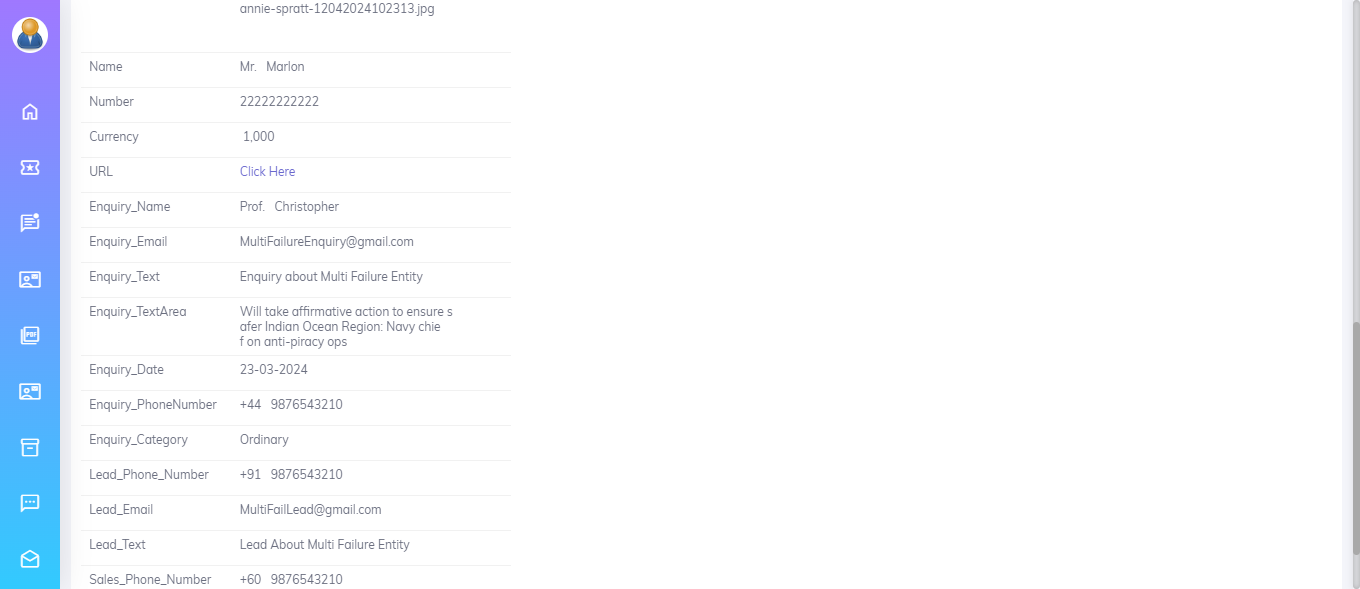 annie-spratt-12042024102313.jpg
Name Mr. Marlon
Number 22222222222
Currency 1,000
URL Click Here
Enquiry_Name Prof. Christopher
Enquiry_Email MultiFailureEnquiry@gmail.com
Enquiry_Text Enquiry about Multi Failure Entity
Enquiry_TextArea Will take affirmative action to ensure s
afer Indian Ocean Region: Navy chie
f on anti-piracy ops
Enquiry_Date 23-03-2024
Enquiry_PhoneNumber +44 9876543210
Enquiry_Category Ordinary
Lead_Phone_Number +91 9876543210
Lead_Email MultiFailLead@gmail.com
Lead_Text Lead About Multi Failure Entity
Sales_Phone_Number +60 9876543210
PDF